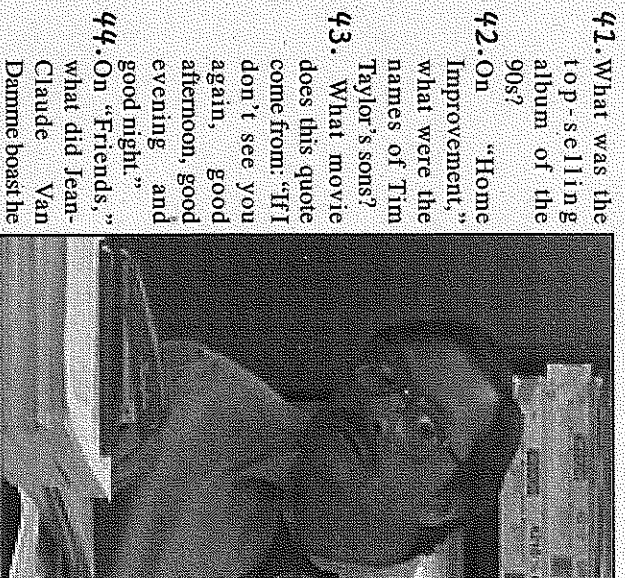 41. What was the
top-selling
album of the
90s?
42. On "Home
Improvement,"
what were the
names of Tim
Taylor's sons?
43. What movie
does this quote
come from: "If I
don't see you
again, good
afternoon, good
evening and
good night."
44. On "Friends,"
what did Jean-
Claude Van
Damme boast he